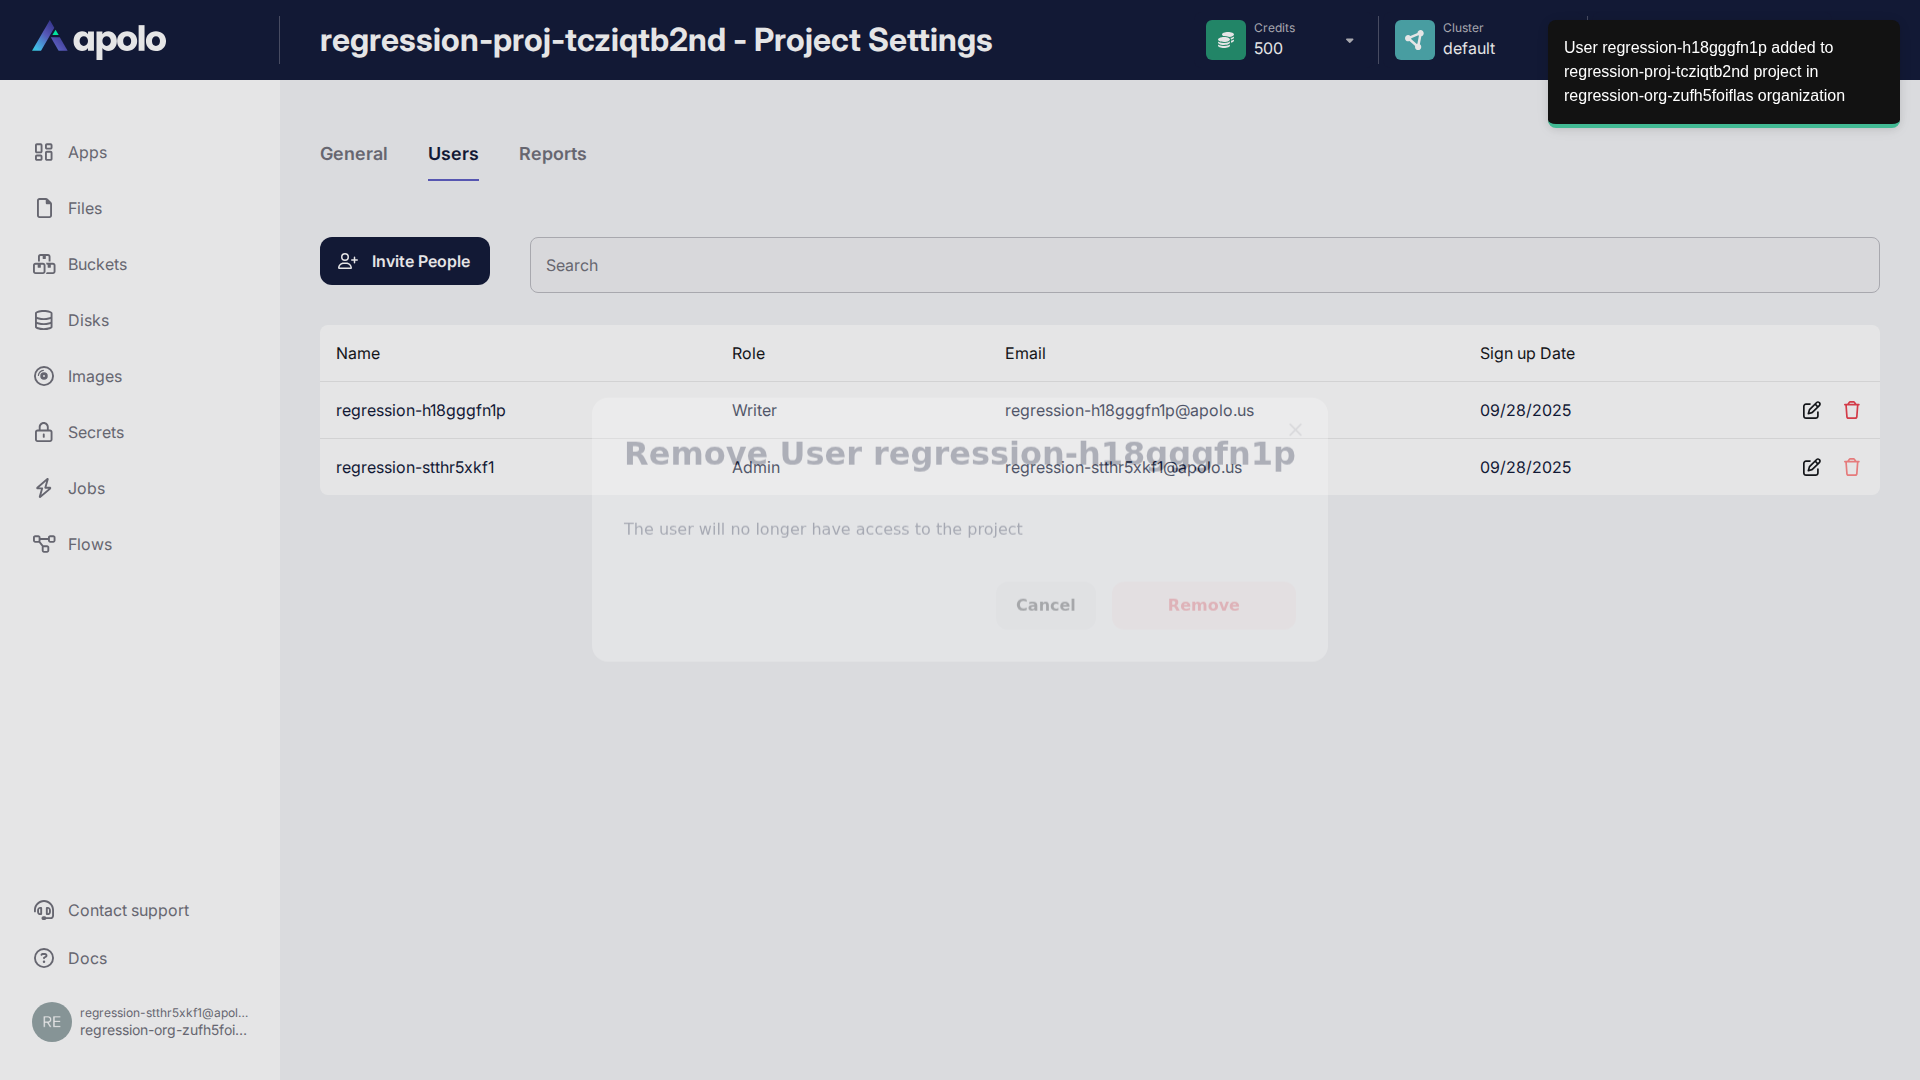 apolo
regression-proj-tcziqtb2nd - Project Settings
Credits
500
Cluster
default
User regression-h18gggfn1p added to
regression-proj-tcziqtb2nd project in
regression-org-zufh5foiflas organization
Apps
Files
Buckets
Disks
Images
Secrets
Jobs
Flows
General Users Reports
Invite People
Search
Name Role Email Sign up Date
regression-h18gggfn1p Writer regression-h18gggfn1p@apolo.us 09/28/2025
regression-stthr5xkf1 Admin regression-stthr5xkf1@apolo.us 09/28/2025
Remove User regression-h18gggfn1p
The user will no longer have access to the project
Cancel Remove
Contact support
Docs
RE
regression-stthr5xkf1@apol...
regression-org-zufh5foi...